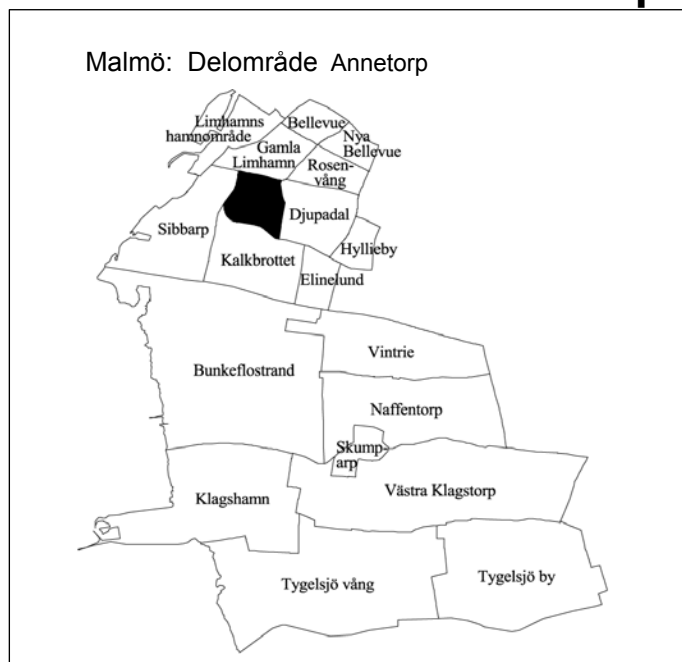 Malmö: Delområde Annetorp
Limhamns
hamnområde
Bellevue
Nya
Bellevue
Gamla
Limhamn
Rosen-
vång
Djupadal
Sibbarp
Hyllieby
Kalkbrottet
Elinelund
Vintrie
Bunkeflostrand
Naffentorp
Skump-
arp
Västra Klagstorp
Klagshamn
Tygelsjö vång
Tygelsjö by